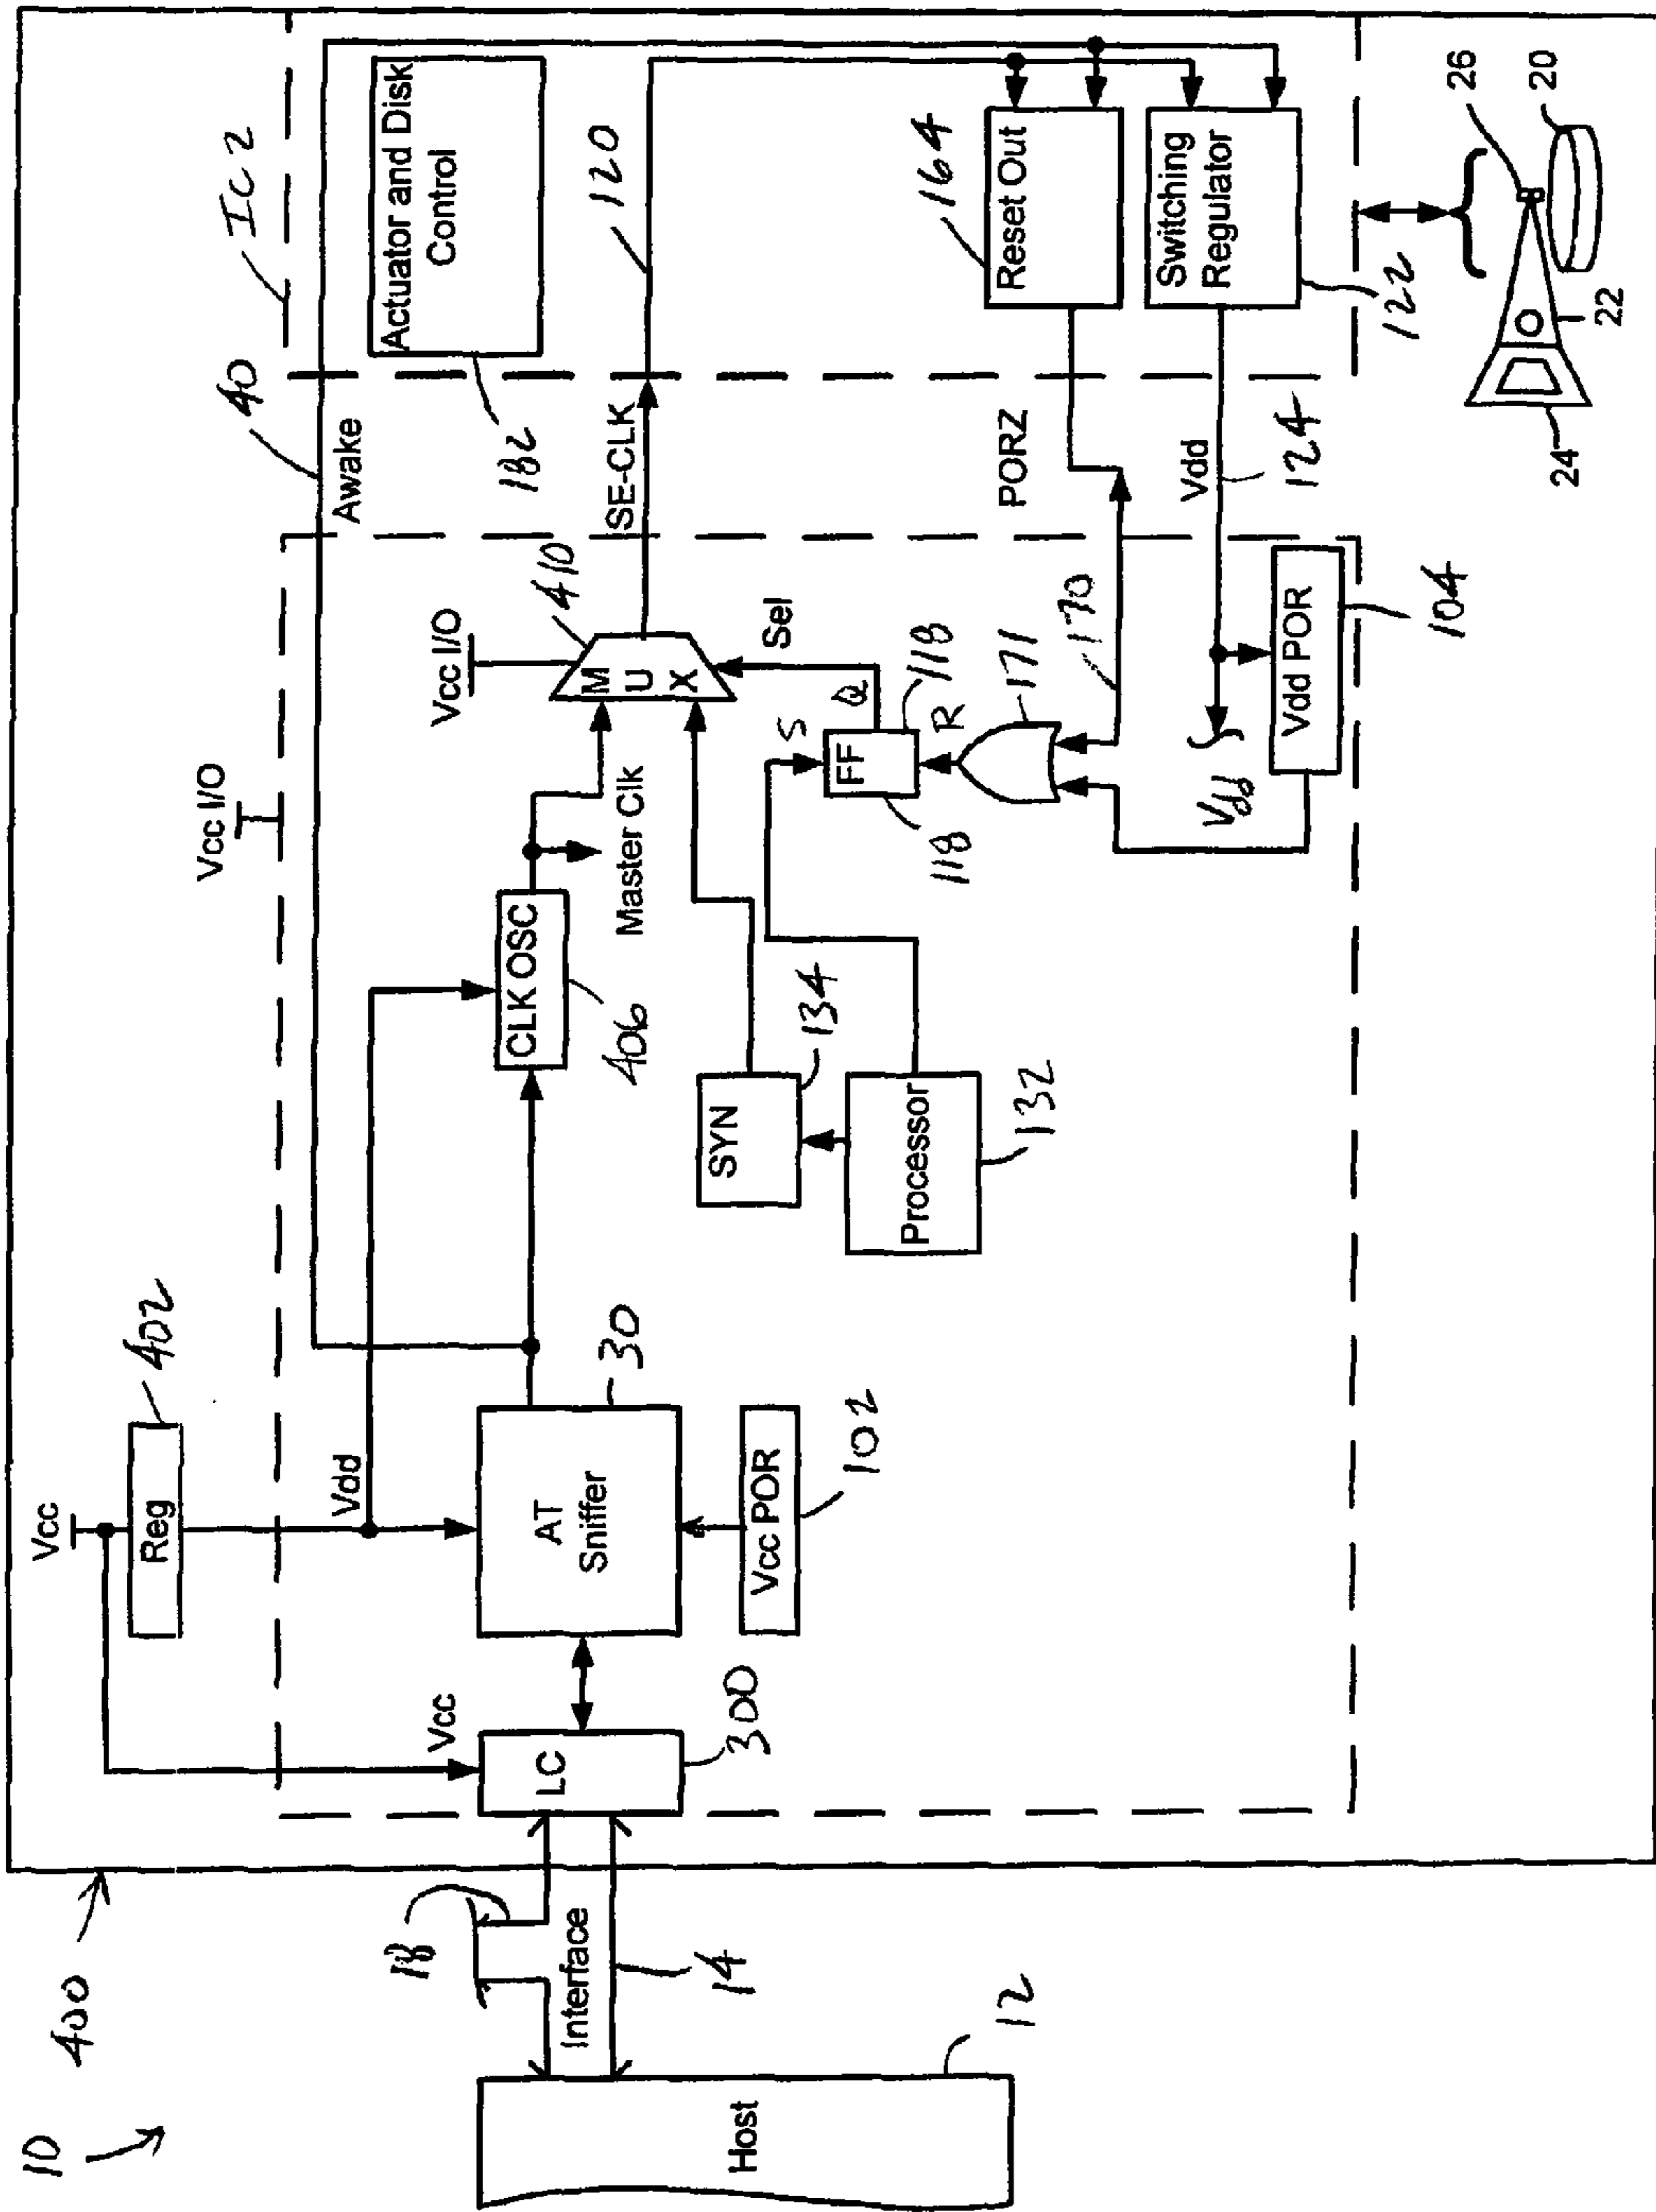 10
400
Host
12
18
Interface
14
Vcc
Reg
402
Vcc
LC
300
Vdd
AT
Sniffer
30
Vcc POR
102
Vcc I/O
CLK OSC
406
Master Clk
SYN
134
Processor
132
Vcc I/O
M
U
X
410
Sel
S
FF
Q
118
118
R
171
170
Vdd
Vdd POR
104
Awake
40
SE-CLK
PORZ
Vdd
124
Ic2
Actuator and Disk
Control
182
120
Reset Out
164
Switching
Regulator
122
26
20
22
24